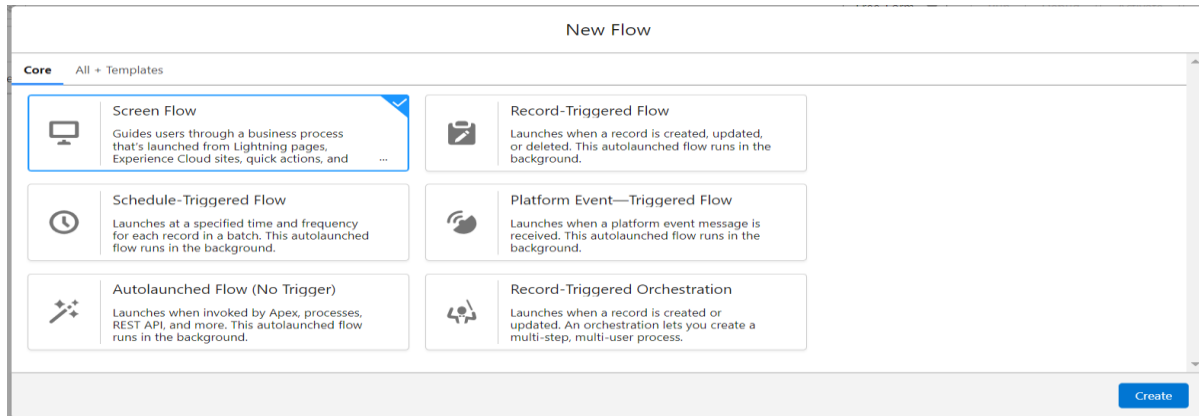 New Flow
Core
All + Templates
Screen Flow
Guides users through a business process
that's launched from Lightning pages,
Experience Cloud sites, quick actions, and ...
Record-Triggered Flow
Launches when a record is created, updated,
or deleted. This autolaunched flow runs in the
background.
Schedule-Triggered Flow
Launches at a specified time and frequency
for each record in a batch. This autolaunched
flow runs in the background.
Platform Event—Triggered Flow
Launches when a platform event message is
received. This autolaunched flow runs in the
background.
Autolaunched Flow (No Trigger)
Launches when invoked by Apex, processes,
REST API, and more. This autolaunched flow
runs in the background.
Record-Triggered Orchestration
Launches when a record is created or
updated. An orchestration lets you create a
multi-step, multi-user process.
Create